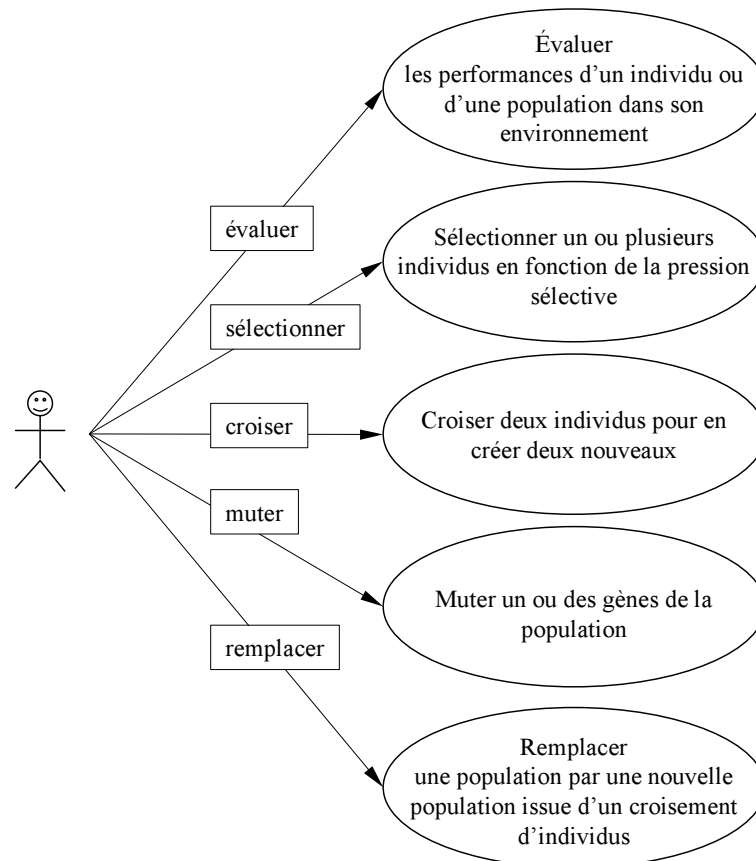 Évaluer
les performances d’un individu ou
d’une population dans son
environnement
évaluer
Sélectionner un ou plusieurs
individus en fonction de la pression
sélective
sélectionner
croiser
Croiser deux individus pour en
créer deux nouveaux
muter
Muter un ou des gènes de la
population
remplacer
Remplacer
une population par une nouvelle
population issue d’un croisement
d’individus